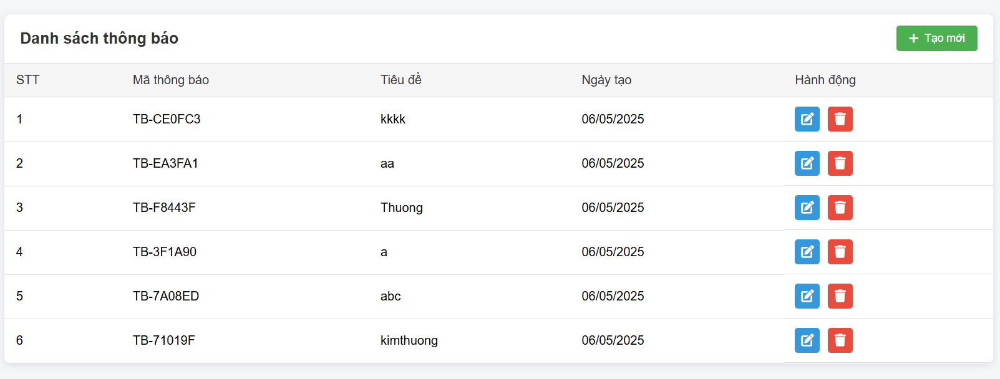 Danh sách thông báo
Tạo mới
STT Mã thông báo Tiêu đề Ngày tạo Hành động
1 TB-CE0FC3 kkkk 06/05/2025
2 TB-EA3FA1 aa 06/05/2025
3 TB-F8443F Thuong 06/05/2025
4 TB-3F1A90 a 06/05/2025
5 TB-7A08ED abc 06/05/2025
6 TB-71019F kimthuong 06/05/2025